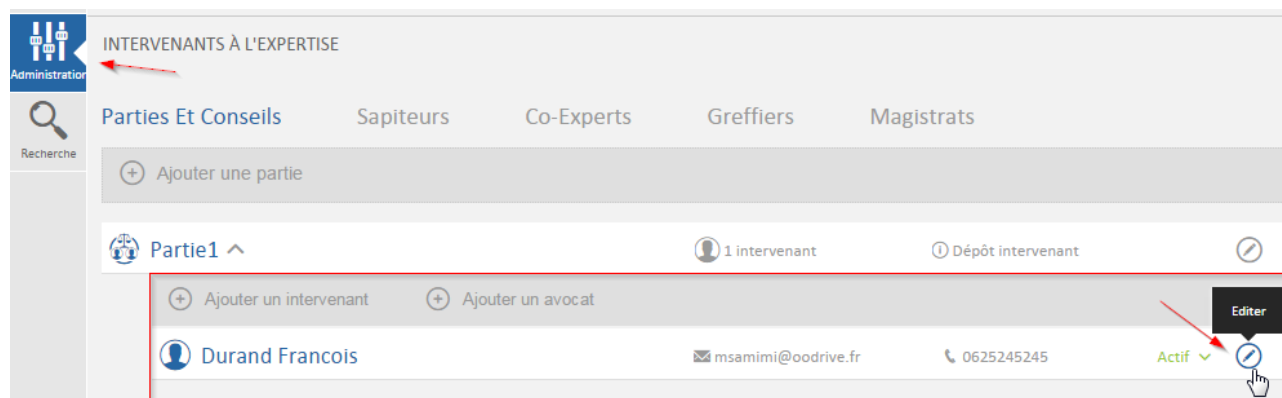 INTERVENANTS À L'EXPERTISE
Administration
Parties Et Conseils Sapiteurs Co-Experts Greffiers Magistrats
Recherche
Ajouter une partie
Partie1 1 intervenant Dépôt intervenant
Ajouter un intervenant Ajouter un avocat
Editer
Durand Francois msamimi@oodrive.fr 0625245245 Actif